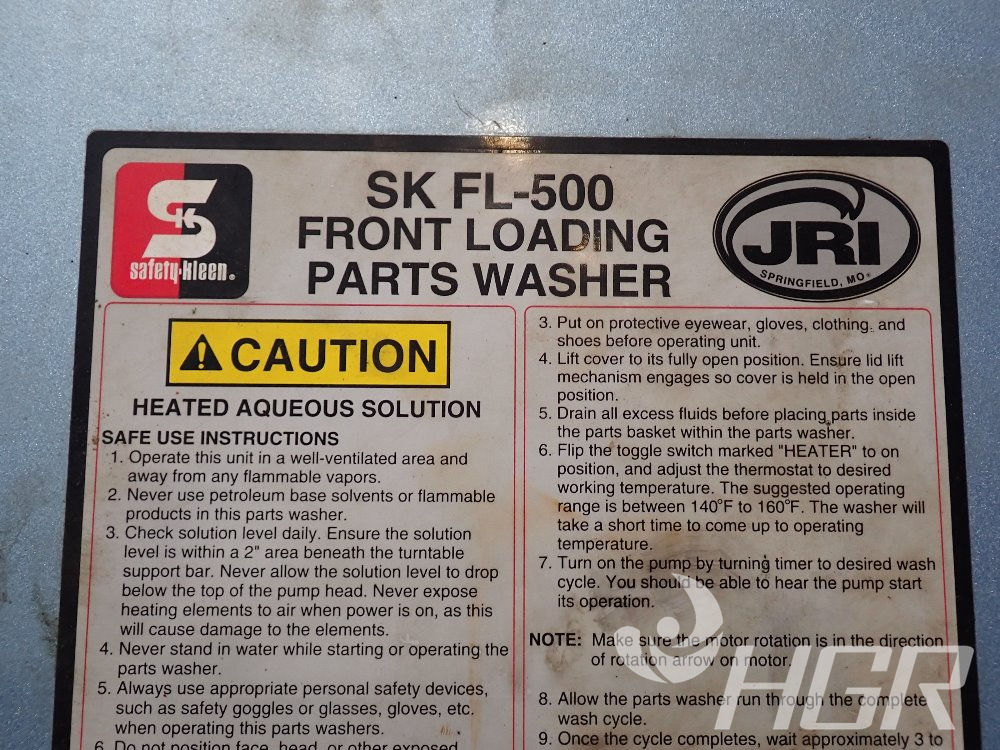 SK
safety-kleen®
SK FL-500
FRONT LOADING
PARTS WASHER
JRI
SPRINGFIELD, MO®
CAUTION
HEATED AQUEOUS SOLUTION
SAFE USE INSTRUCTIONS
1. Operate this unit in a well-ventilated area and
away from any flammable vapors.
2. Never use petroleum base solvents or flammable
products in this parts washer.
3. Check solution level daily. Ensure the solution
level is within a 2" area beneath the turntable
support bar. Never allow the solution level to drop
below the top of the pump head. Never expose
heating elements to air when power is on, as this
will cause damage to the elements.
4. Never stand in water while starting or operating the
parts washer.
5. Always use appropriate personal safety devices,
such as safety goggles or glasses, gloves, etc.
when operating this parts washers.
6. Do not position face, head, or other exposed
3. Put on protective eyewear, gloves, clothing, and
shoes before operating unit.
4. Lift cover to its fully open position. Ensure lid lift
mechanism engages so cover is held in the open
position.
5. Drain all excess fluids before placing parts inside
the parts basket within the parts washer.
6. Flip the toggle switch marked "HEATER" to on
position, and adjust the thermostat to desired
working temperature. The suggested operating
range is between 140°F to 160°F. The washer will
take a short time to come up to operating
temperature.
7. Turn on the pump by turning timer to desired wash
cycle. You should be able to hear the pump start
its operation.
NOTE: Make sure the motor rotation is in the direction
of rotation arrow on motor.
8. Allow the parts washer run through the complete
wash cycle.
9. Once the cycle completes, wait approximately 3 to
HGR